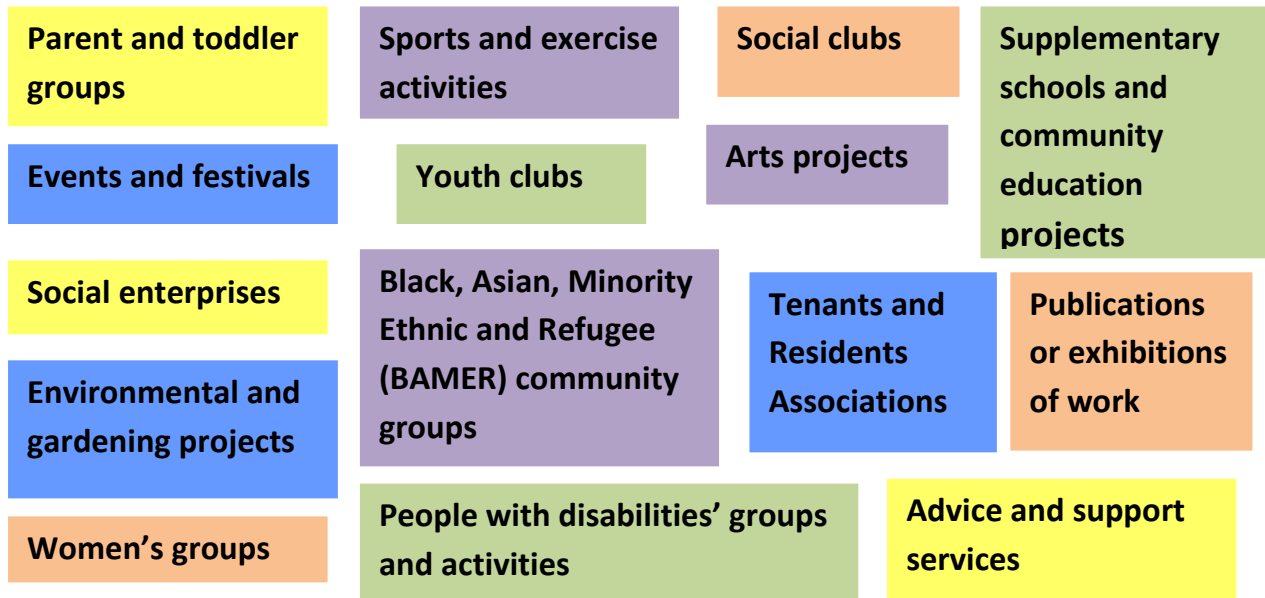 Parent and toddler
groups
Sports and exercise
activities
Social clubs
Supplementary
schools and
community
education
projects
Events and festivals
Youth clubs
Arts projects
Social enterprises
Black, Asian, Minority
Ethnic and Refugee
(BAMER) community
groups
Tenants and
Residents
Associations
Publications
or exhibitions
of work
Environmental and
gardening projects
Women’s groups
People with disabilities’ groups
and activities
Advice and support
services